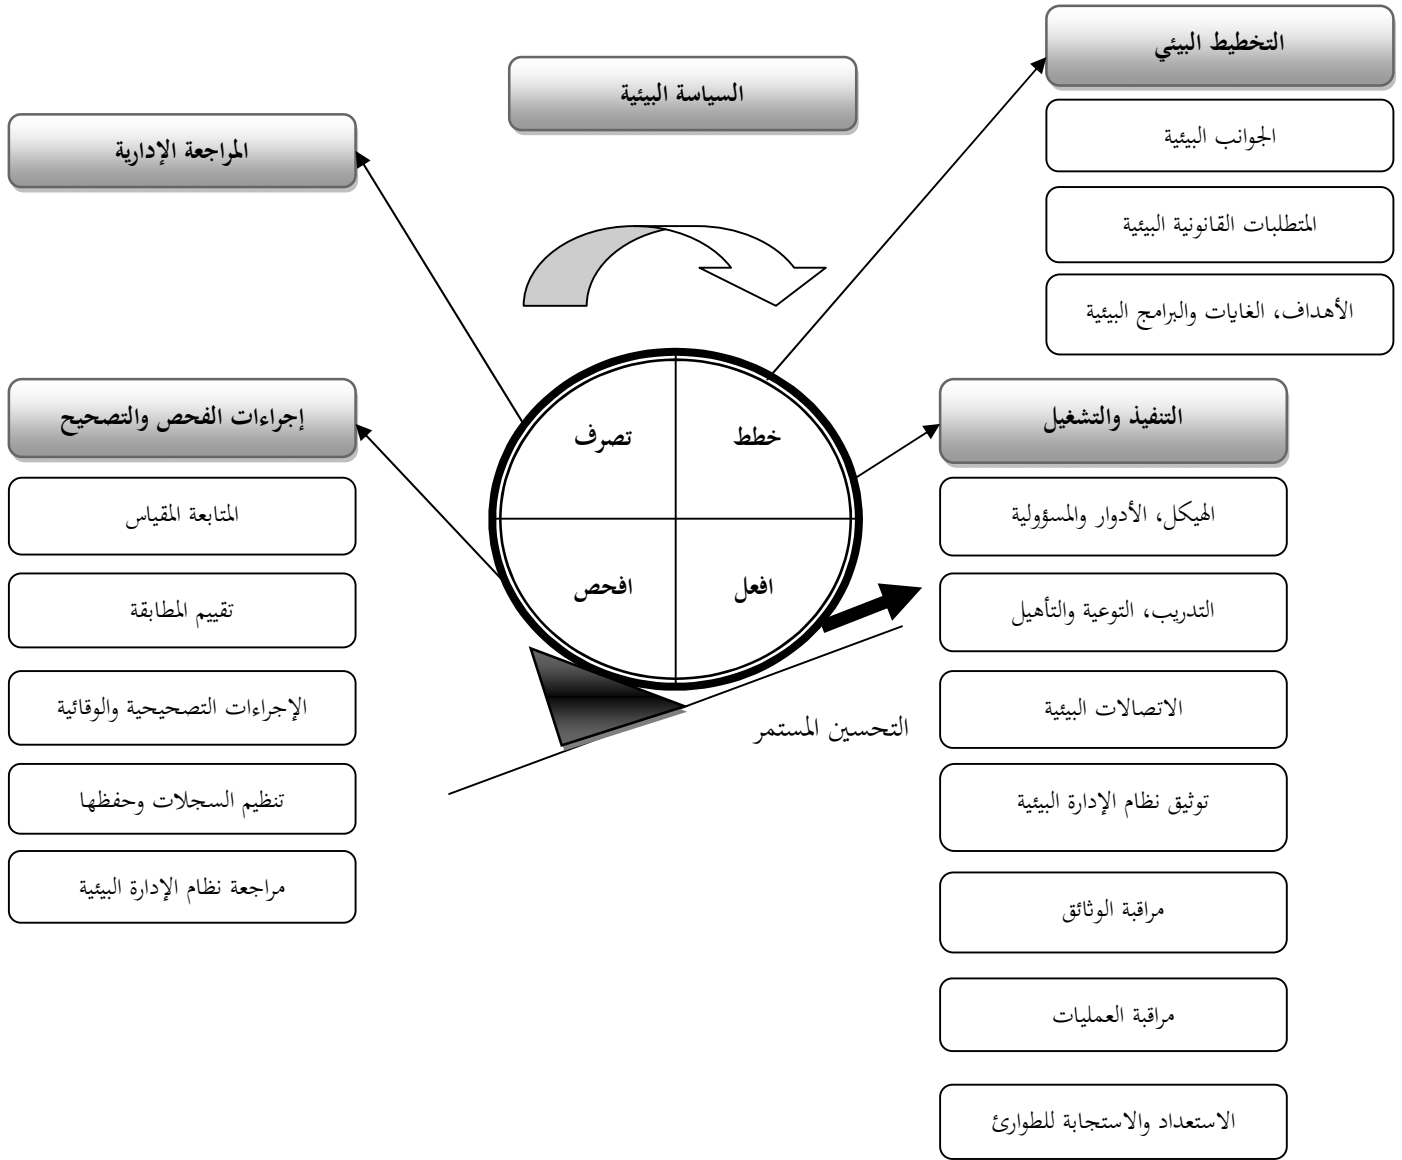 التخطيط البيئي
السياسة البيئية
المراجعة الإدارية
الجوانب البيئية
المتطلبات القانونية البيئية
الأهداف، الغايات والبرامج البيئية
التنفيذ والتشغيل
إجراءات الفحص والتصحيح
خطط
تصرف
افعل
افحص
الهيكل، الأدوار والمسؤولية
المتابعة المقياس
التدريب، التوعية والتأهيل
تقييم المطابقة
الاتصالات البيئية
الإجراءات التصحيحية والوقائية
التحسين المستمر
توثيق نظام الإدارة البيئية
تنظيم السجلات وحفظها
مراقبة الوثائق
مراجعة نظام الإدارة البيئية
مراقبة العمليات
الاستعداد والاستجابة للطوارئ